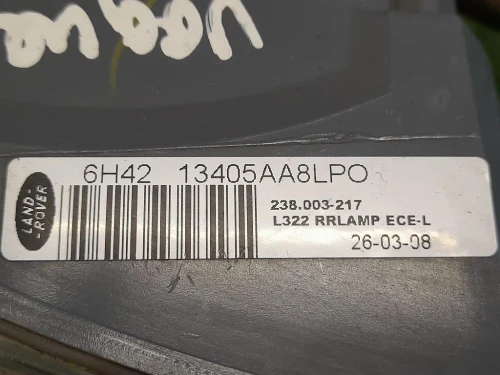 6H42 13405AA8LPO
LAND-
-ROVER
238.003-217
L322 RRLAMP ECE-L
26-03-08